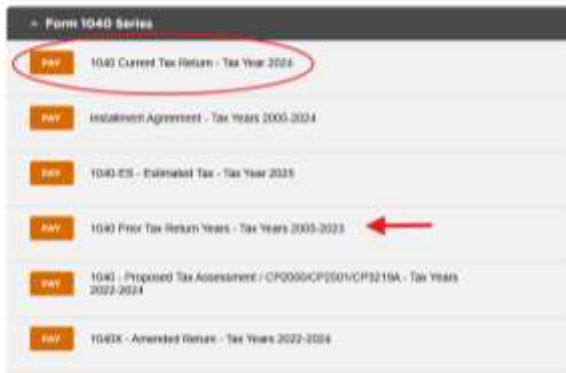 Form 1040 Series
PAY 1040 Current Tax Return - Tax Year 2024
PAY Installment Agreement - Tax Years 2005-2024
PAY 1040-ES - Estimated Tax - Tax Year 2025
PAY 1040 Prior Tax Return Years - Tax Years 2005-2023
PAY 1040 - Proposed Tax Assessment / CP2000/CP2501/CP3219A - Tax Years
2022-2024
PAY 1040X - Amended Return - Tax Years 2022-2024